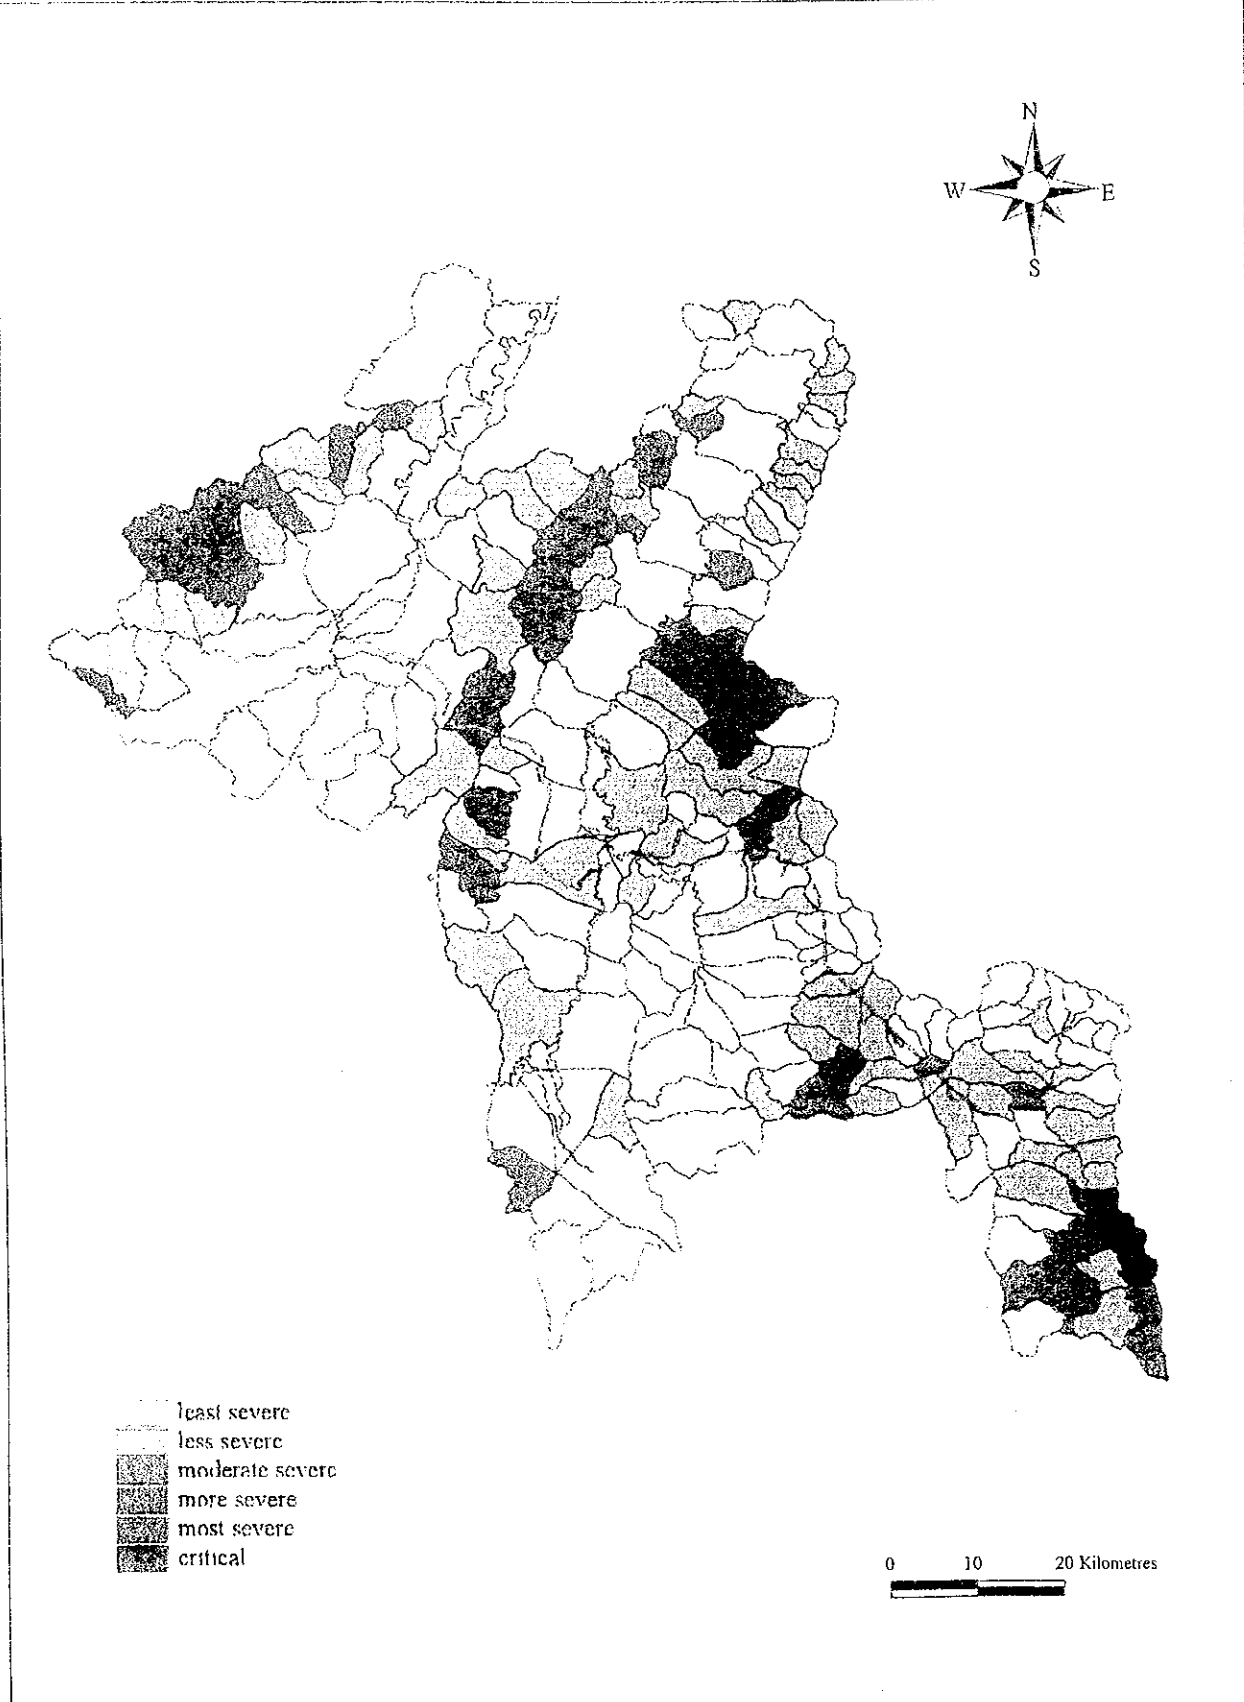 N
W E
S
least severe
less severe
moderate severe
more severe
most severe
critical
0 10 20 Kilometres